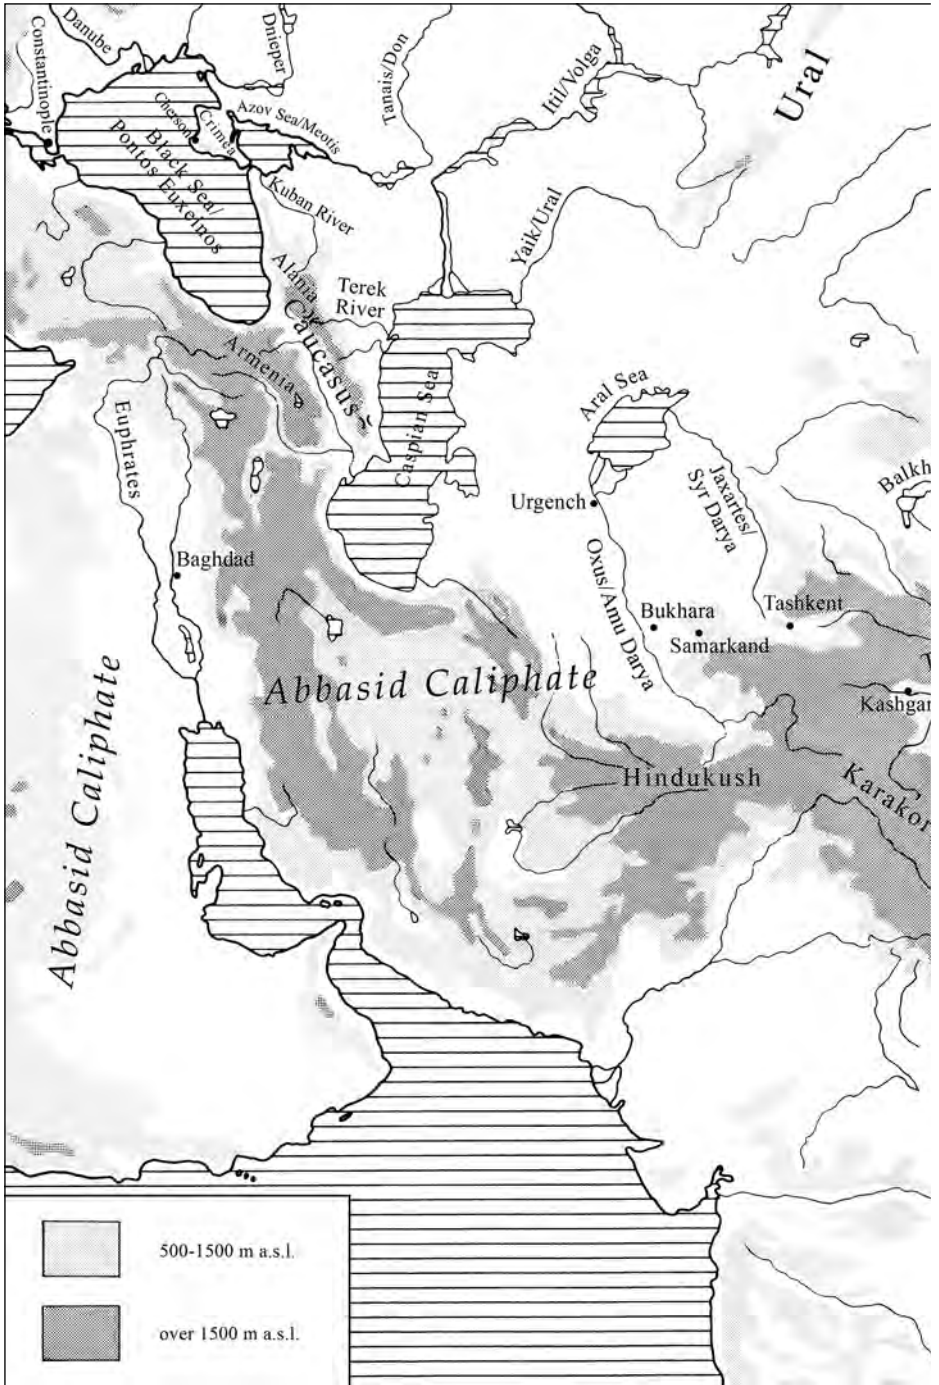 Danube
Constantinople
Dnieper
Tanais/Don
Itil/Volga
Ural
Azov Sea/Meotis
Cherson
Crimea
Black Sea/
Pontos Euxeinos
Kuban River
Yaik/Ural
Alania
Terek
River
Caucasus
Armenia
Caspian Sea
Aral Sea
Euphrates
Jaxartes/
Syr Darya
Balkh
Urgench
Oxus/Amu Darya
Baghdad
Bukhara
Tashkent
Samarkand
Abbasid Caliphate
Kashgar
Abbasid Caliphate
Hindukush
Karakor
500-1500 m a.s.l.
over 1500 m a.s.l.